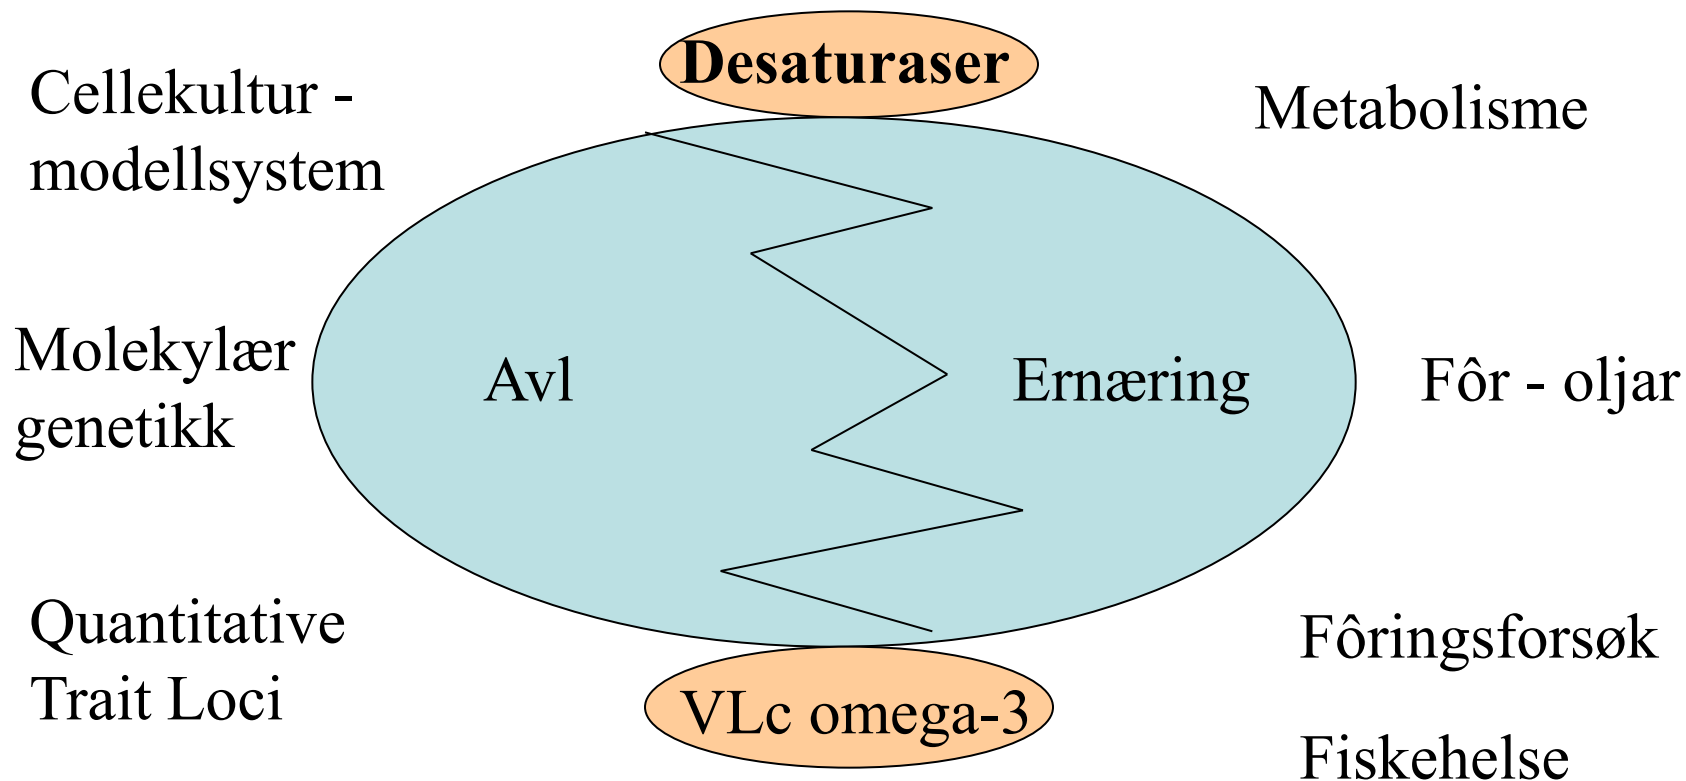 Desaturaser
Cellekultur -
modellsystem
Metabolisme
Molekylær
genetikk
Avl
Ernæring
Fôr - oljar
Quantitative
Trait Loci
VLc omega-3
Fôringsforsøk
Fiskehelse